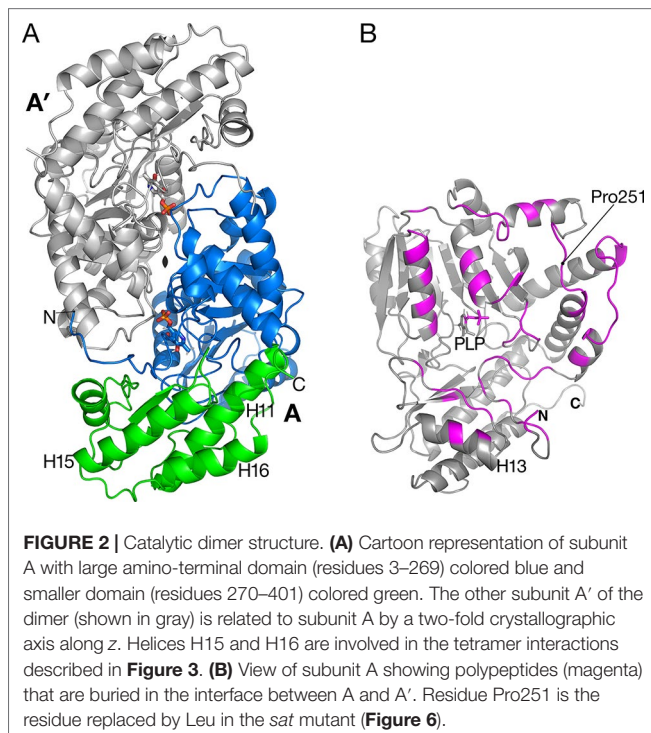 A
B
A′
Pro251
PLP
N
C
H11
A
N
C
H15
H16
H13
FIGURE 2 | Catalytic dimer structure. (A) Cartoon representation of subunit
A with large amino-terminal domain (residues 3–269) colored blue and
smaller domain (residues 270–401) colored green. The other subunit A′ of the
dimer (shown in gray) is related to subunit A by a two-fold crystallographic
axis along z. Helices H15 and H16 are involved in the tetramer interactions
described in Figure 3. (B) View of subunit A showing polypeptides (magenta)
that are buried in the interface between A and A′. Residue Pro251 is the
residue replaced by Leu in the sat mutant (Figure 6).